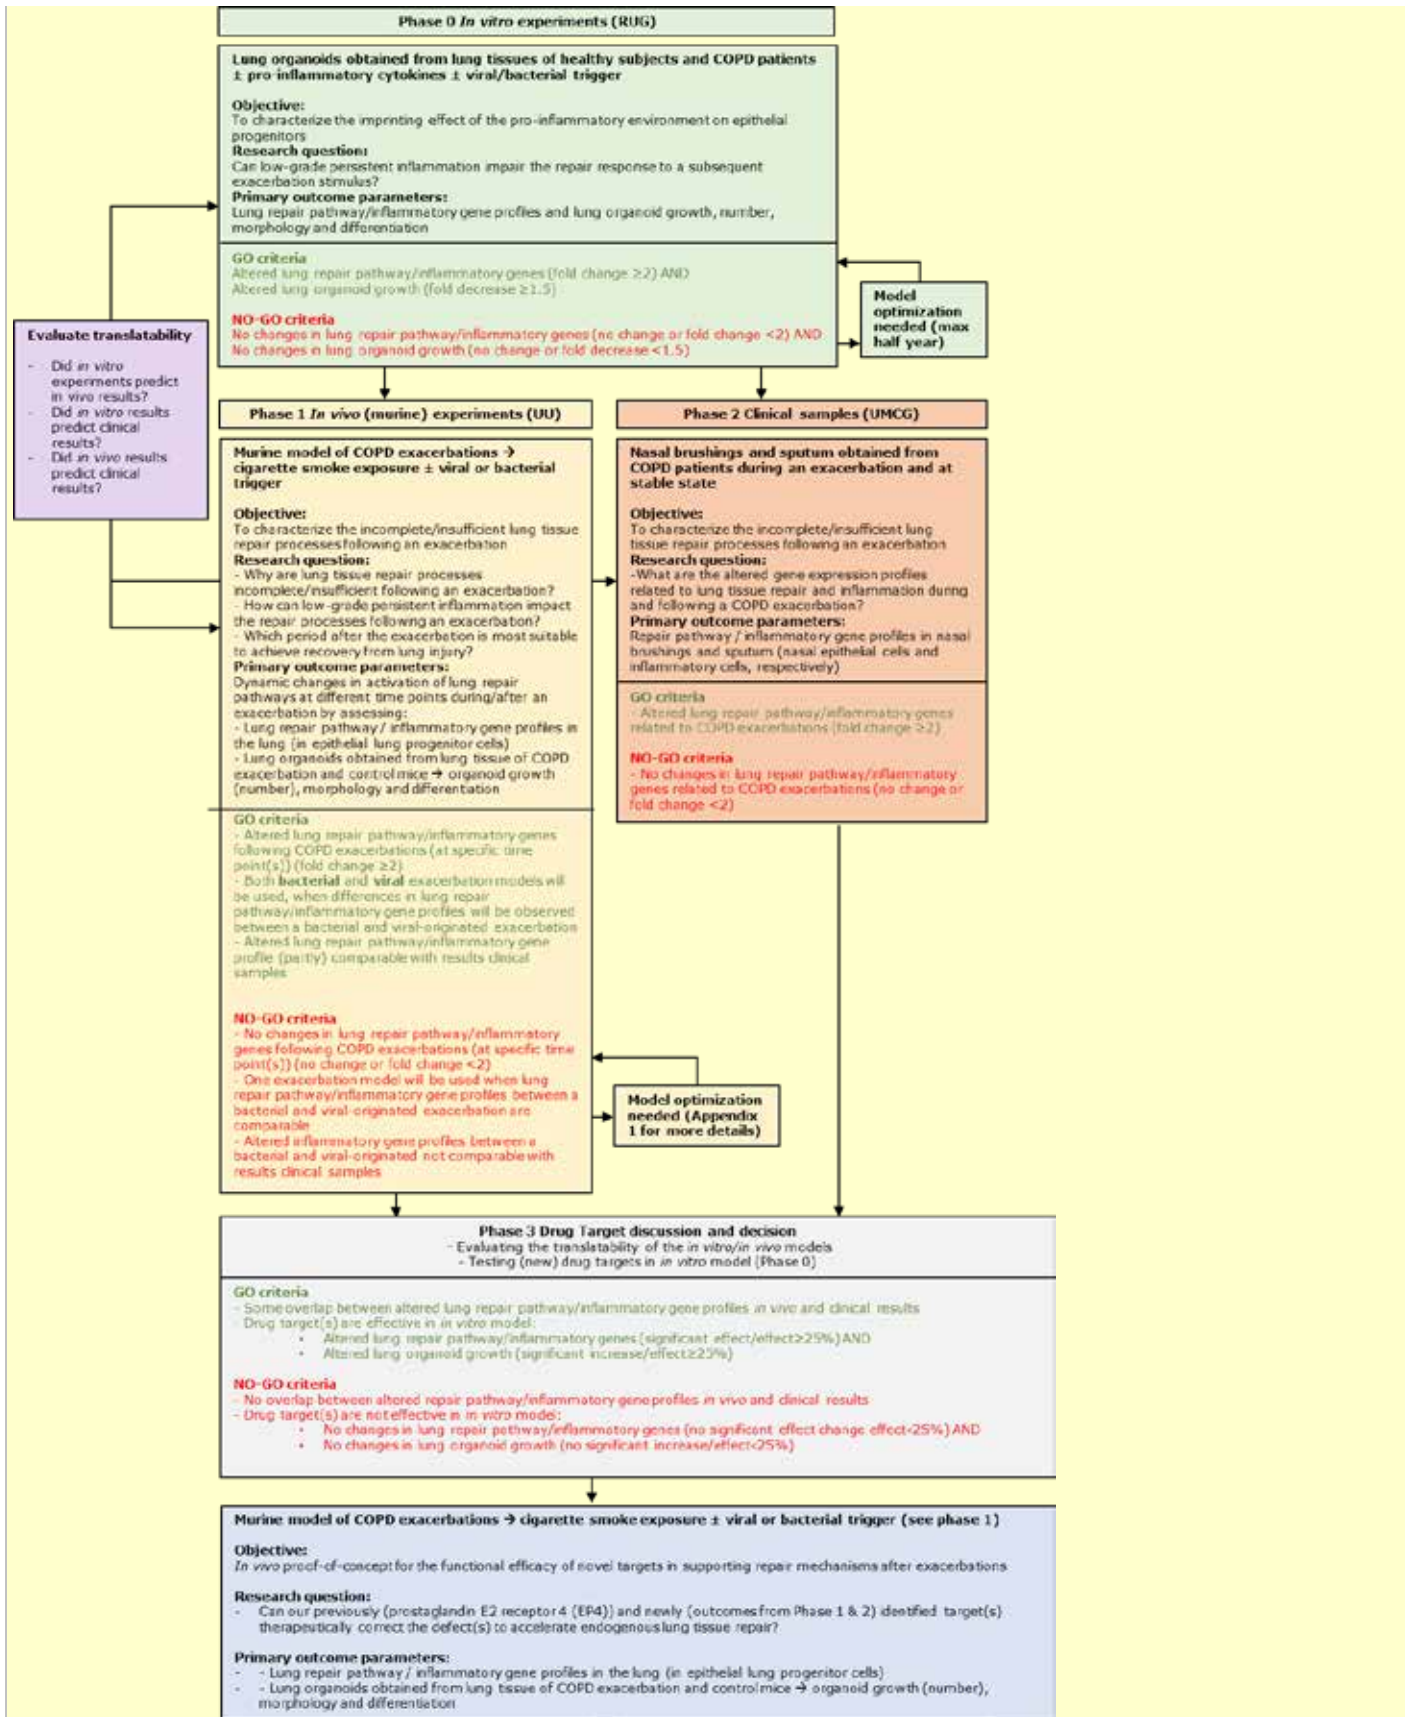 Phase 0 In vitro experiments (RUG)
Lung organoids obtained from lung tissues of healthy subjects and COPD patients
± pro-inflammatory cytokines ± viral/bacterial trigger
Objective:
To characterize the imprinting effect of the pro-inflammatory environment on epithelial
progenitors
Research question:
Can low-grade persistent inflammation impair the repair response to a subsequent
exacerbation stimulus?
Primary outcome parameters:
Lung repair pathway/inflammatory gene profiles and lung organoid growth, number,
morphology and differentiation
GO criteria
Altered lung repair pathway/inflammatory genes (fold change ≥2) AND
Altered lung organoid growth (fold decrease ≥1.5)
NO-GO criteria
No changes in lung repair pathway/inflammatory genes (no change or fold change <2) AND
No changes in lung organoid growth (no change or fold decrease <1.5)
Model
optimization
needed (max
half year)
Evaluate translatability
- Did in vitro
experiments predict
in vivo results?
- Did in vitro results
predict clinical
results?
- Did in vivo results
predict clinical
results?
Phase 1 In vivo (murine) experiments (UU)
Murine model of COPD exacerbations →
cigarette smoke exposure ± viral or bacterial
trigger
Objective:
To characterize the incomplete/insufficient lung tissue
repair processes following an exacerbation
Research question:
- Why are lung tissue repair processes
incomplete/insufficient following an exacerbation?
- How can low-grade persistent inflammation impact
the repair processes following an exacerbation?
- Which period after the exacerbation is most suitable
to achieve recovery from lung injury?
Primary outcome parameters:
Dynamic changes in activation of lung repair
pathways at different time points during/after an
exacerbation by assessing:
- Lung repair pathway / inflammatory gene profiles in
the lung (in epithelial lung progenitor cells)
- Lung organoids obtained from lung tissue of COPD
exacerbation and control mice → organoid growth
(number), morphology and differentiation
GO criteria
- Altered lung repair pathway/inflammatory genes
following COPD exacerbations (at specific time
point(s)) (fold change ≥2)
- Both bacterial and viral exacerbation models will
be used, when differences in lung repair
pathway/inflammatory gene profiles will be observed
between a bacterial and viral-originated exacerbation
- Altered lung repair pathway/inflammatory gene
profile (partly) comparable with results clinical
samples
NO-GO criteria
- No changes in lung repair pathway/inflammatory
genes following COPD exacerbations (at specific time
point(s)) (no change or fold change <2)
- One exacerbation model will be used when lung
repair pathway/inflammatory gene profiles between a
bacterial and viral-originated exacerbation are
comparable
- Altered inflammatory gene profiles between a
bacterial and viral-originated not comparable with
results clinical samples
Phase 2 Clinical samples (UMCG)
Nasal brushings and sputum obtained from
COPD patients during an exacerbation and at
stable state
Objective:
To characterize the incomplete/insufficient lung
tissue repair processes following an exacerbation
Research question:
-What are the altered gene expression profiles
related to lung tissue repair and inflammation during
and following a COPD exacerbation?
Primary outcome parameters:
Repair pathway / inflammatory gene profiles in nasal
brushings and sputum (nasal epithelial cells and
inflammatory cells, respectively)
GO criteria
- Altered lung repair pathway/inflammatory genes
related to COPD exacerbations (fold change ≥2)
NO-GO criteria
- No changes in lung repair pathway/inflammatory
genes related to COPD exacerbations (no change or
fold change <2)
Model optimization
needed (Appendix
1 for more details)
Phase 3 Drug Target discussion and decision
- Evaluating the translatability of the in vitro/in vivo models
- Testing (new) drug targets in in vitro model (Phase 0)
GO criteria
- Some overlap between altered lung repair pathway/inflammatory gene profiles in vivo and clinical results
- Drug target(s) are effective in in vitro model:
• Altered lung repair pathway/inflammatory genes (significant effect/effect≥25%) AND
• Altered lung organoid growth (significant increase/effect≥25%)
NO-GO criteria
- No overlap between altered repair pathway/inflammatory gene profiles in vivo and clinical results
- Drug target(s) are not effective in in vitro model:
• No changes in lung repair pathway/inflammatory genes (no significant effect change effect<25%) AND
• No changes in lung organoid growth (no significant increase/effect<25%)
Murine model of COPD exacerbations → cigarette smoke exposure ± viral or bacterial trigger (see phase 1)
Objective:
In vivo proof-of-concept for the functional efficacy of novel targets in supporting repair mechanisms after exacerbations
Research question:
- Can our previously (prostaglandin E2 receptor 4 (EP4)) and newly (outcomes from Phase 1 & 2) identified target(s)
therapeutically correct the defect(s) to accelerate endogenous lung tissue repair?
Primary outcome parameters:
- - Lung repair pathway / inflammatory gene profiles in the lung (in epithelial lung progenitor cells)
- - Lung organoids obtained from lung tissue of COPD exacerbation and control mice → organoid growth (number),
morphology and differentiation